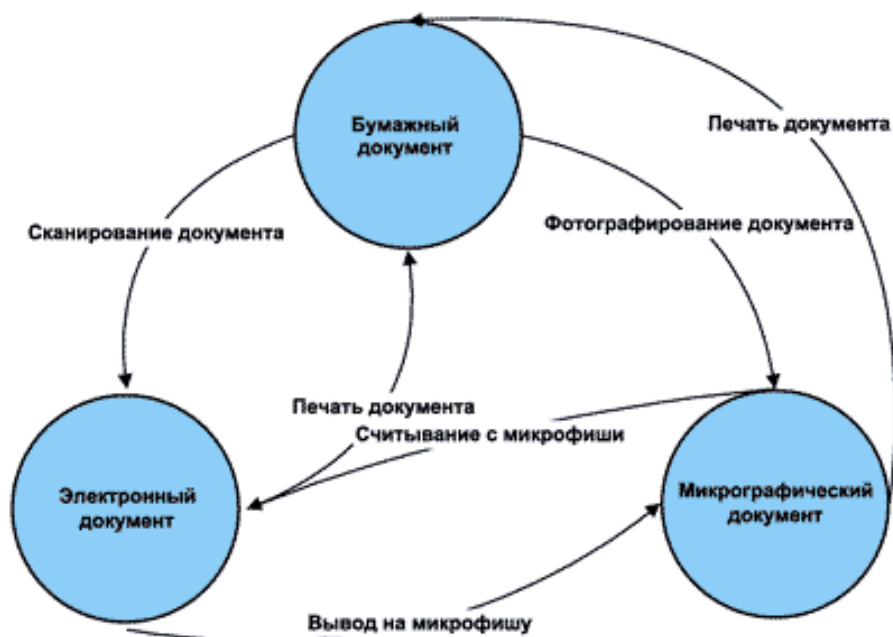 Бумажный
документ
Печать документа
Сканирование документа
Фотографирование документа
Печать документа
Считывание с микрофиши
Электронный
документ
Микрографический
документ
Вывод на микрофишу